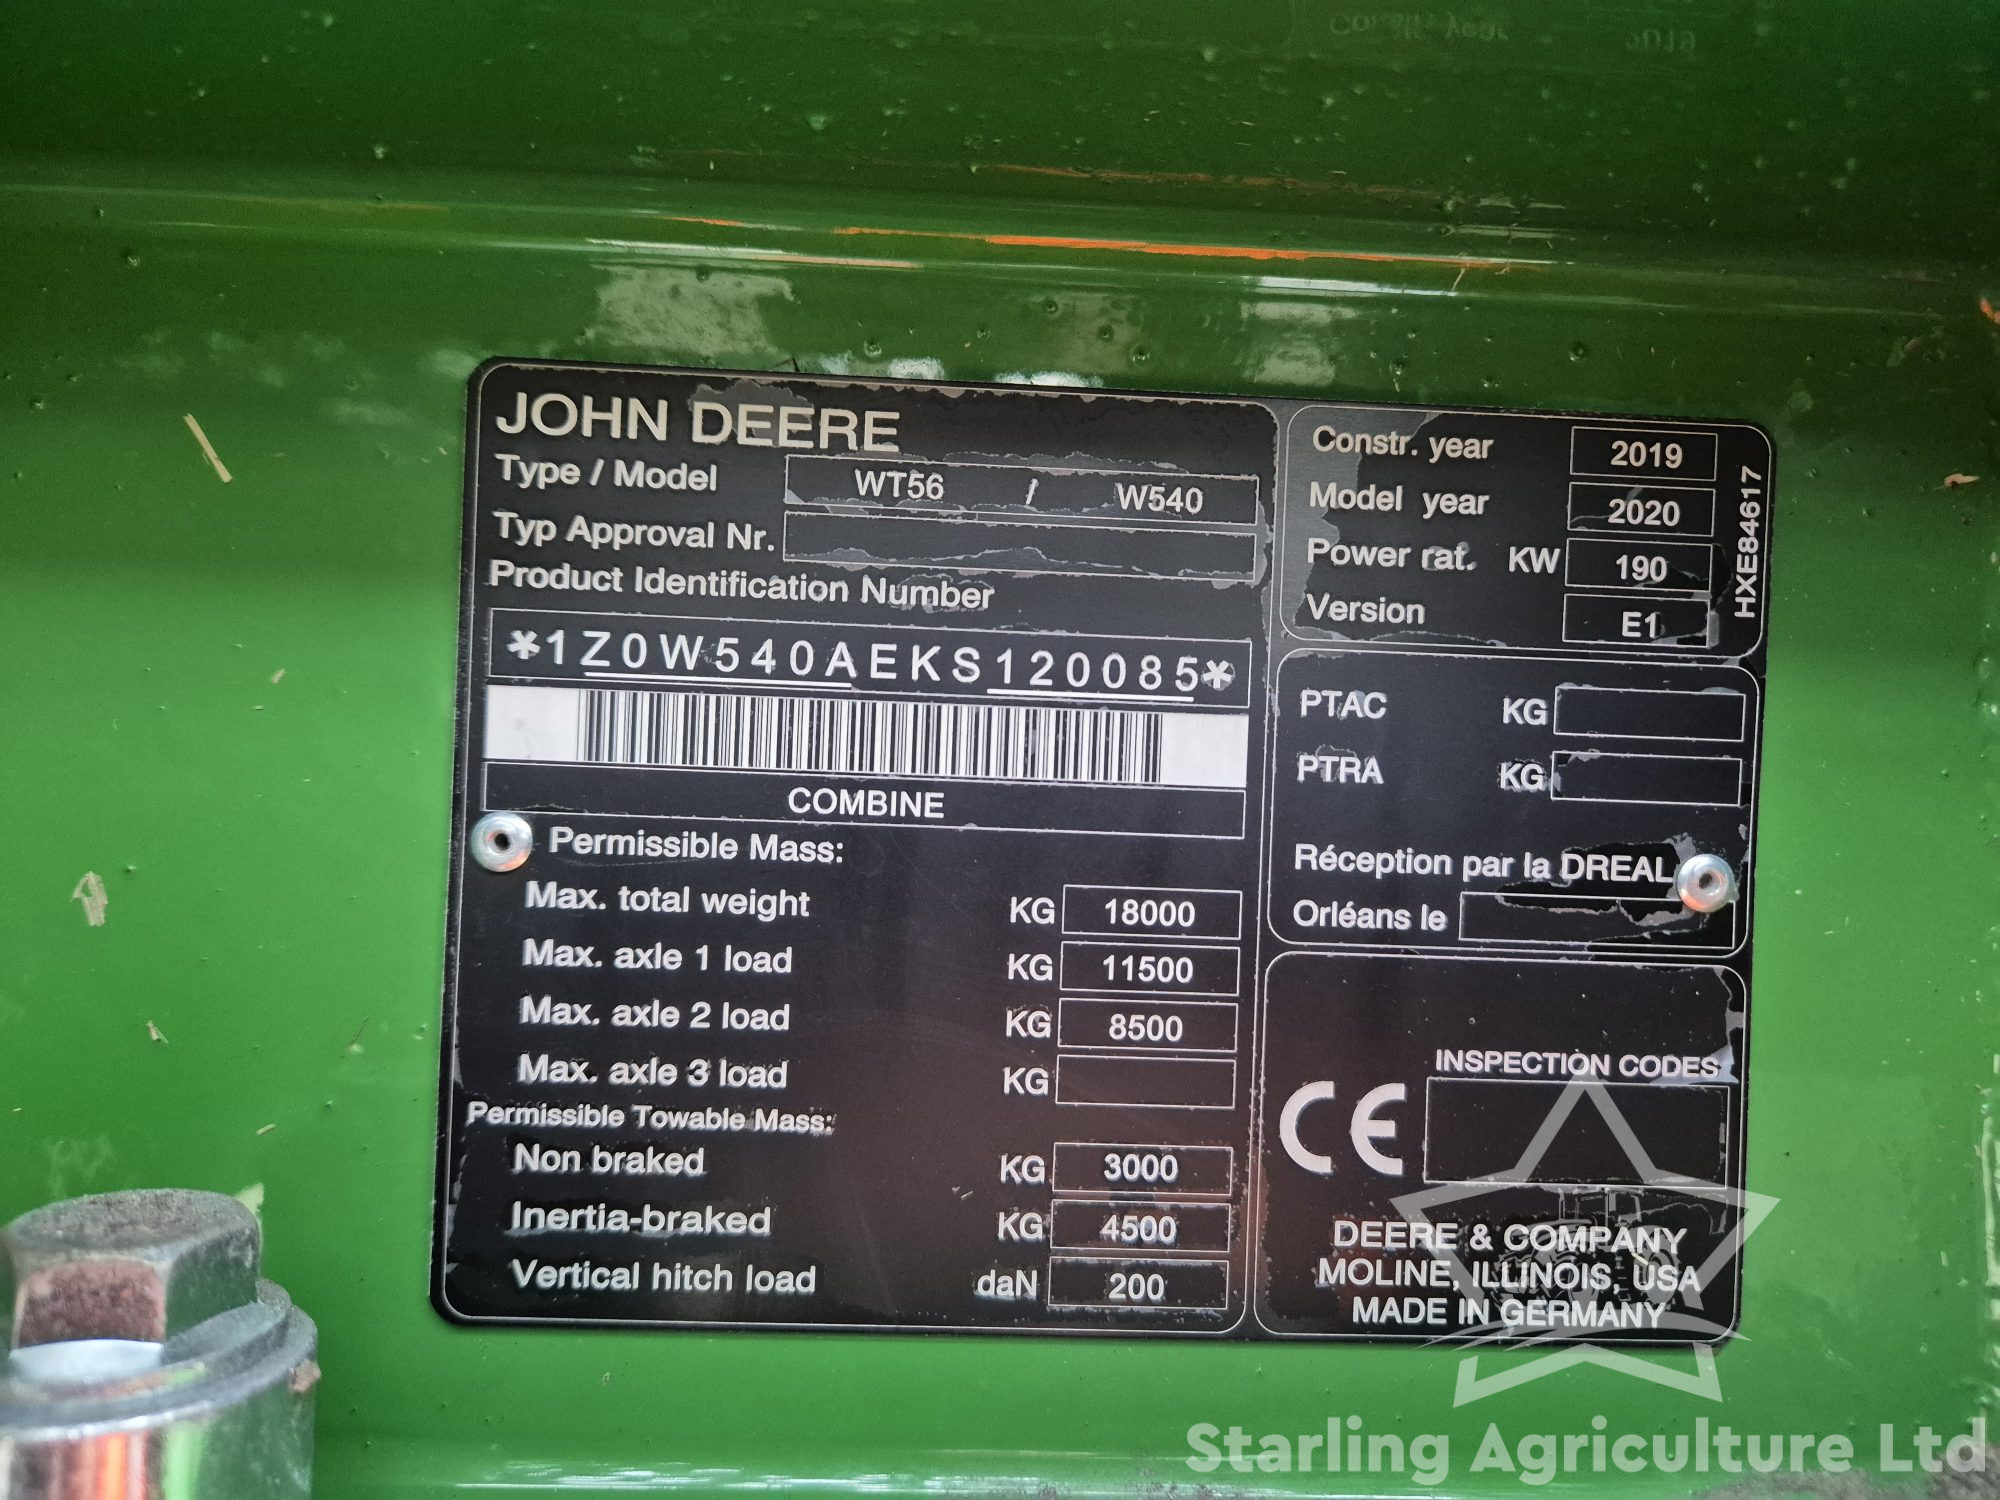 JOHN DEERE
Type / Model WT56 / W540
Typ Approval Nr.
Product Identification Number
*1Z0W540AEKS120085*
COMBINE
Permissible Mass:
Max. total weight KG 18000
Max. axle 1 load KG 11500
Max. axle 2 load KG 8500
Max. axle 3 load KG
Permissible Towable Mass:
Non braked KG 3000
Inertia-braked KG 4500
Vertical hitch load daN 200
Constr. year 2019
Model year 2020
Power rat. KW 190
Version E1
HXE84617
PTAC KG
PTRA KG
Réception par la DREAL
Orléans le
INSPECTION CODES
CE
DEERE & COMPANY
MOLINE, ILLINOIS, USA
MADE IN GERMANY
Starling Agriculture Ltd